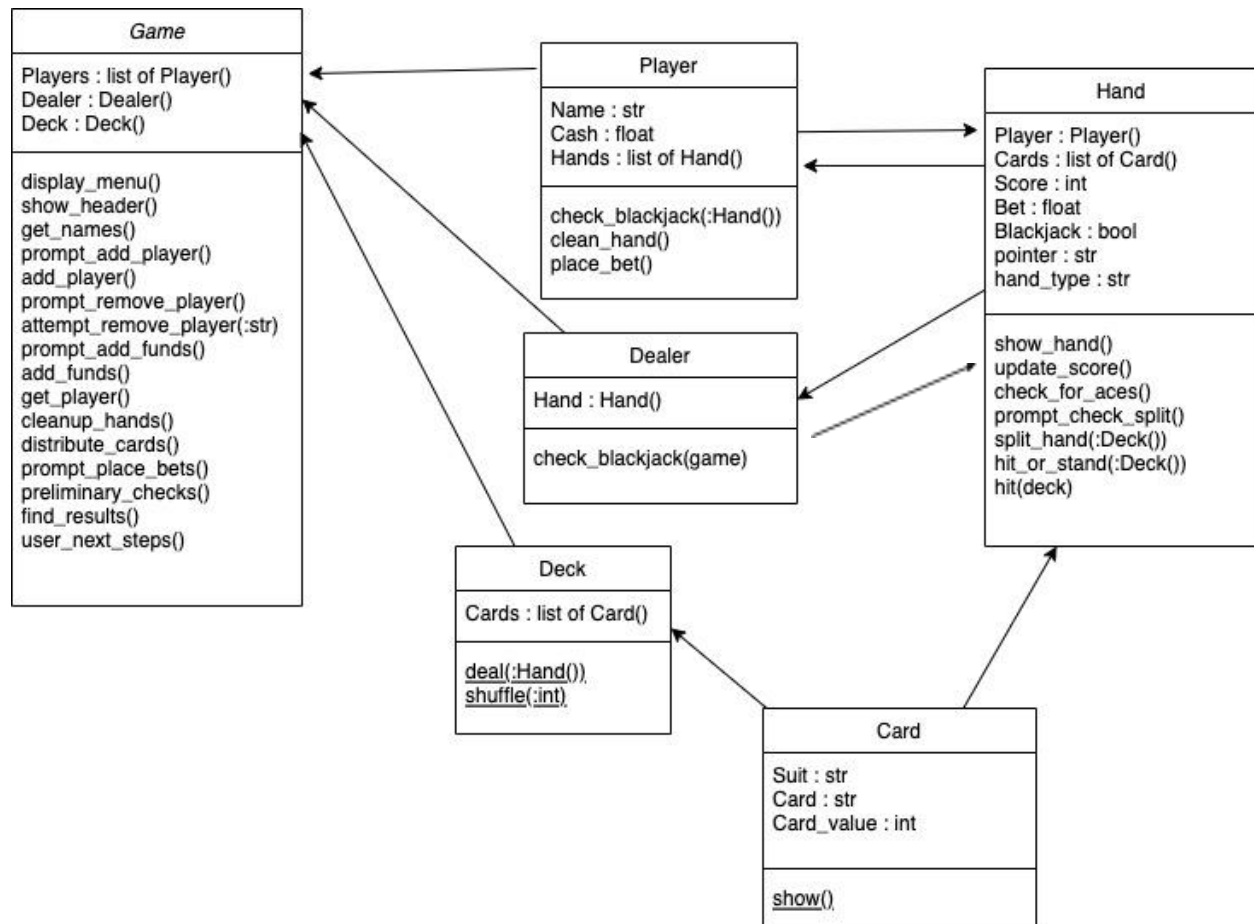 Game
Players : list of Player()
Dealer : Dealer()
Deck : Deck()
display_menu()
show_header()
get_names()
prompt_add_player()
add_player()
prompt_remove_player()
attempt_remove_player(:str)
prompt_add_funds()
add_funds()
get_player()
cleanup_hands()
distribute_cards()
prompt_place_bets()
preliminary_checks()
find_results()
user_next_steps()
Player
Name : str
Cash : float
Hands : list of Hand()
check_blackjack(:Hand())
clean_hand()
place_bet()
Hand
Player : Player()
Cards : list of Card()
Score : int
Bet : float
Blackjack : bool
pointer : str
hand_type : str
show_hand()
update_score()
check_for_aces()
prompt_check_split()
split_hand(:Deck())
hit_or_stand(:Deck())
hit(deck)
Dealer
Hand : Hand()
check_blackjack(game)
Deck
Cards : list of Card()
deal(:Hand())
shuffle(:int)
Card
Suit : str
Card : str
Card_value : int
show()